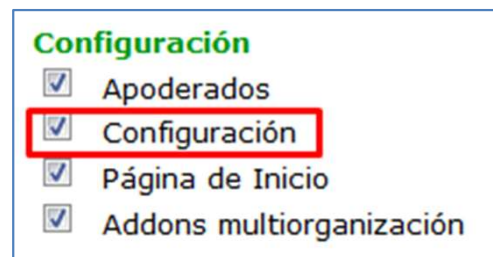 Configuración
Apoderados
Configuración
Página de Inicio
Addons multiorganización